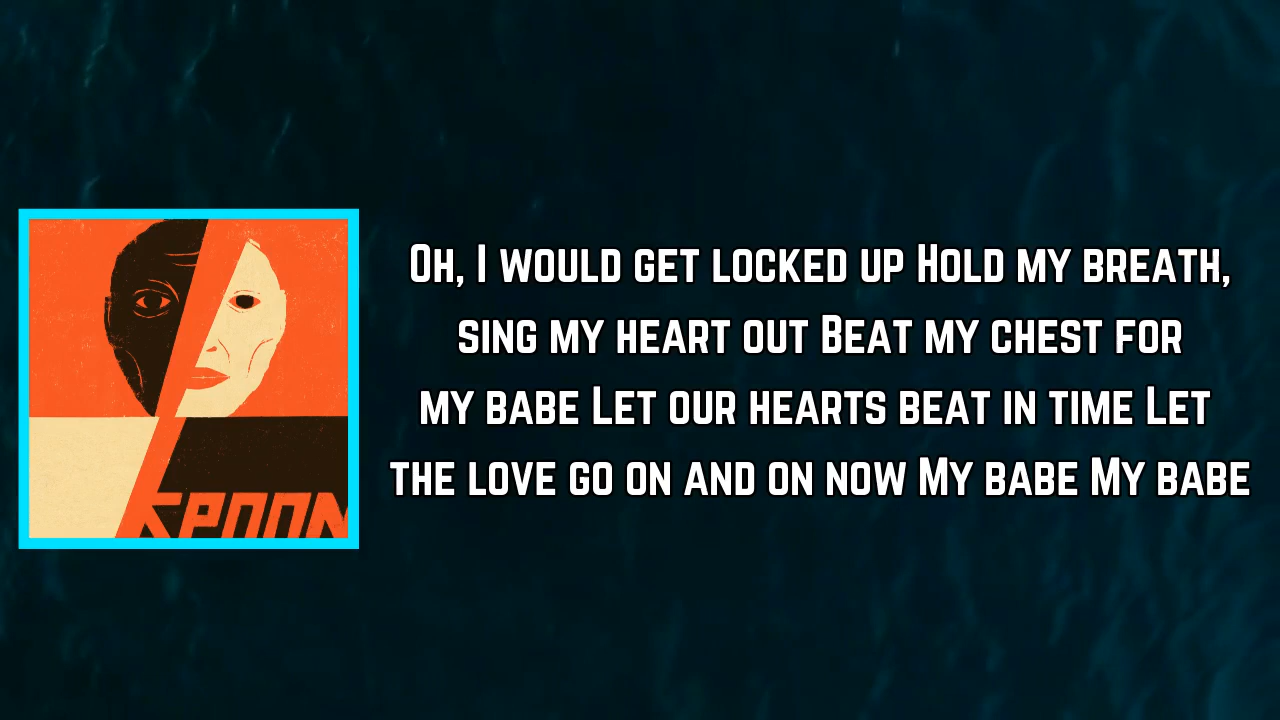 Oh, I would get locked up Hold my breath,
sing my heart out Beat my chest for
my babe Let our hearts beat in time Let
the love go on and on now My babe My babe
SPOON